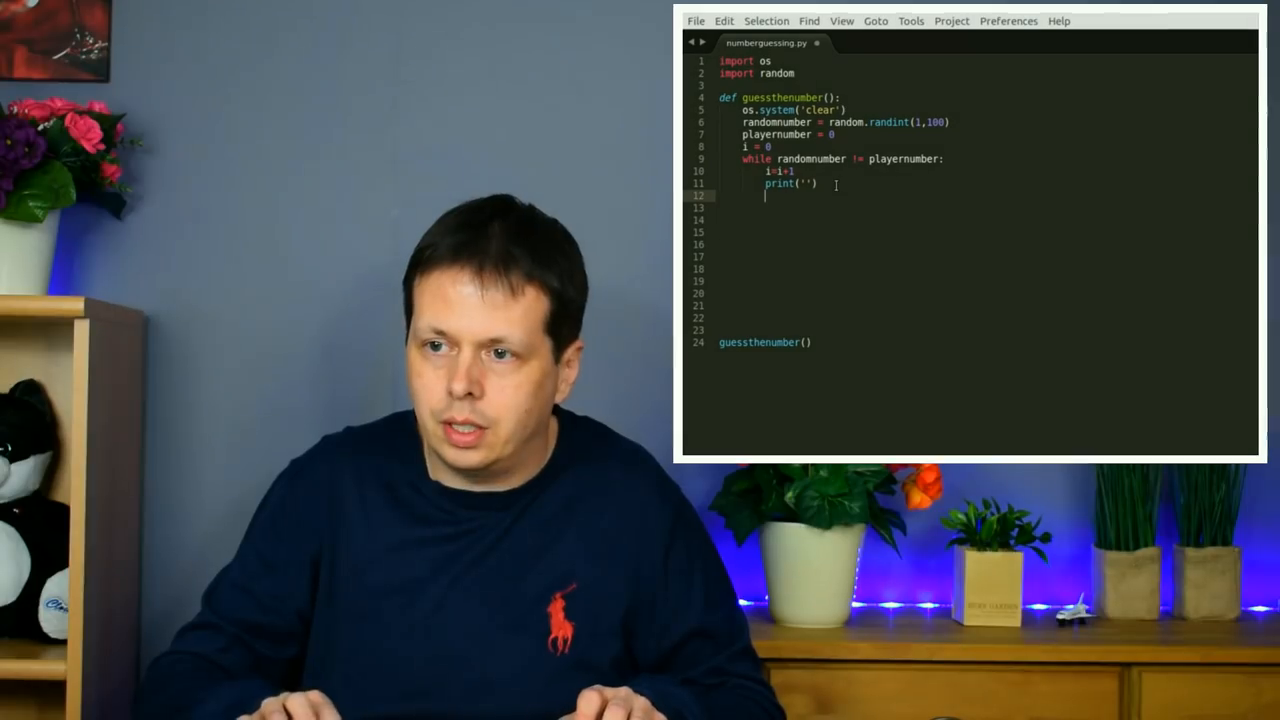 File Edit Selection Find View Goto Tools Project Preferences Help
numberguessing.py
1 import os
2 import random
3
4 def guessthenumber():
5 os.system('clear')
6 randomnumber = random.randint(1,100)
7 playernumber = 0
8 i = 0
9 while randomnumber != playernumber:
10 i=i+1
11 print('')
12
13
14
15
16
17
18
19
20
21
22
23
24 guessthenumber()